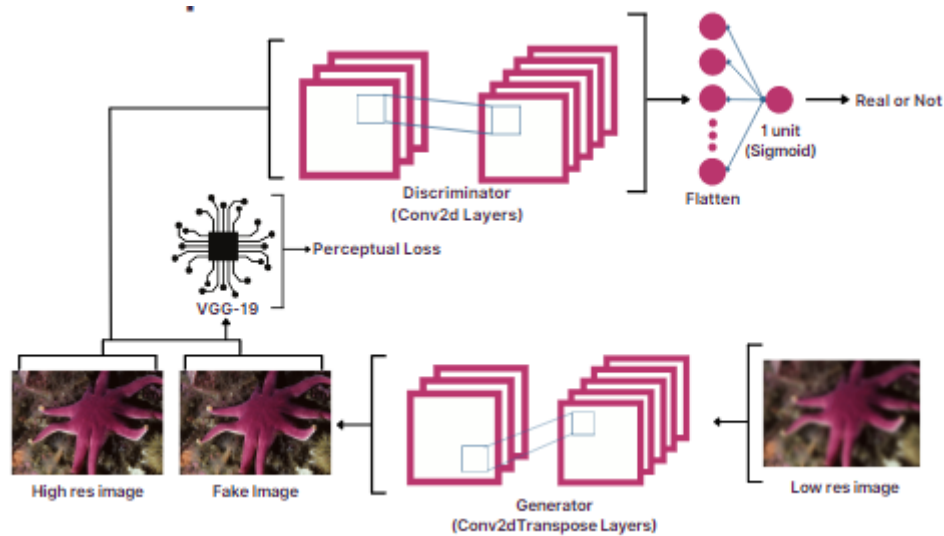 Real or Not
1 unit
(Sigmoid)
Flatten
Discriminator
(Conv2d Layers)
Perceptual Loss
VGG-19
High res image
Fake Image
Generator
(Conv2dTranspose Layers)
Low res image